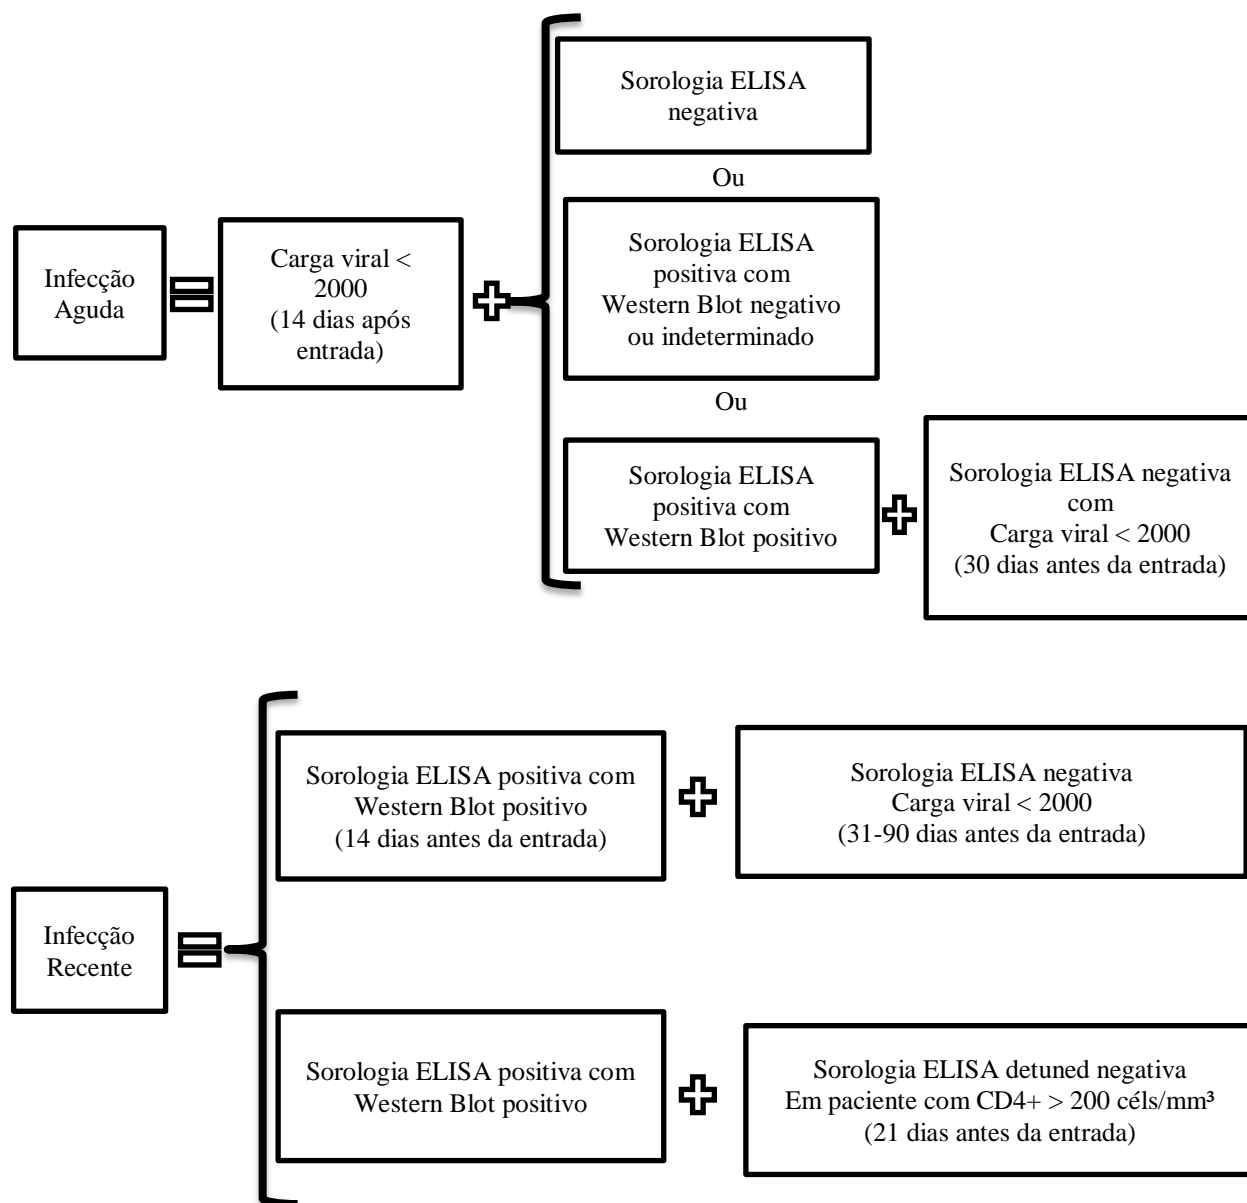 Infecção
Aguda
Carga viral <
2000
(14 dias após
entrada)
Sorologia ELISA
negativa
Ou
Sorologia ELISA
positiva com
Western Blot negativo
ou indeterminado
Ou
Sorologia ELISA
positiva com
Western Blot positivo
Sorologia ELISA negativa
com
Carga viral < 2000
(30 dias antes da entrada)
Infecção
Recente
Sorologia ELISA positiva com
Western Blot positivo
(14 dias antes da entrada)
Sorologia ELISA negativa
Carga viral < 2000
(31-90 dias antes da entrada)
Sorologia ELISA positiva com
Western Blot positivo
Sorologia ELISA detuned negativa
Em paciente com CD4+ > 200 céls/mm³
(21 dias antes da entrada)